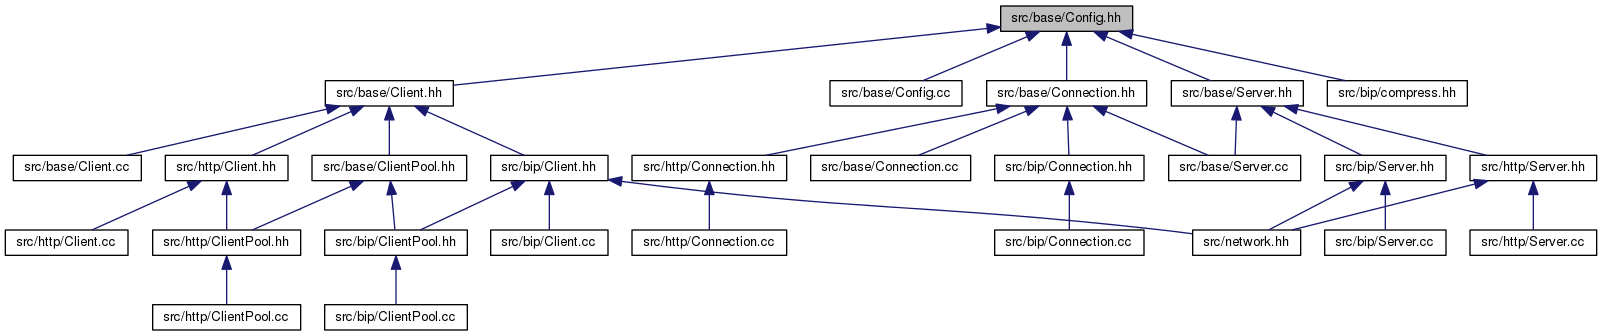 src/base/Config.hh
src/base/Client.hh
src/base/Config.cc
src/base/Connection.hh
src/base/Server.hh
src/bip/compress.hh
src/base/Client.cc
src/http/Client.hh
src/base/ClientPool.hh
src/bip/Client.hh
src/http/Connection.hh
src/base/Connection.cc
src/bip/Connection.hh
src/base/Server.cc
src/bip/Server.hh
src/http/Server.hh
src/http/Client.cc
src/http/ClientPool.hh
src/bip/ClientPool.hh
src/bip/Client.cc
src/http/Connection.cc
src/bip/Connection.cc
src/network.hh
src/bip/Server.cc
src/http/Server.cc
src/http/ClientPool.cc
src/bip/ClientPool.cc